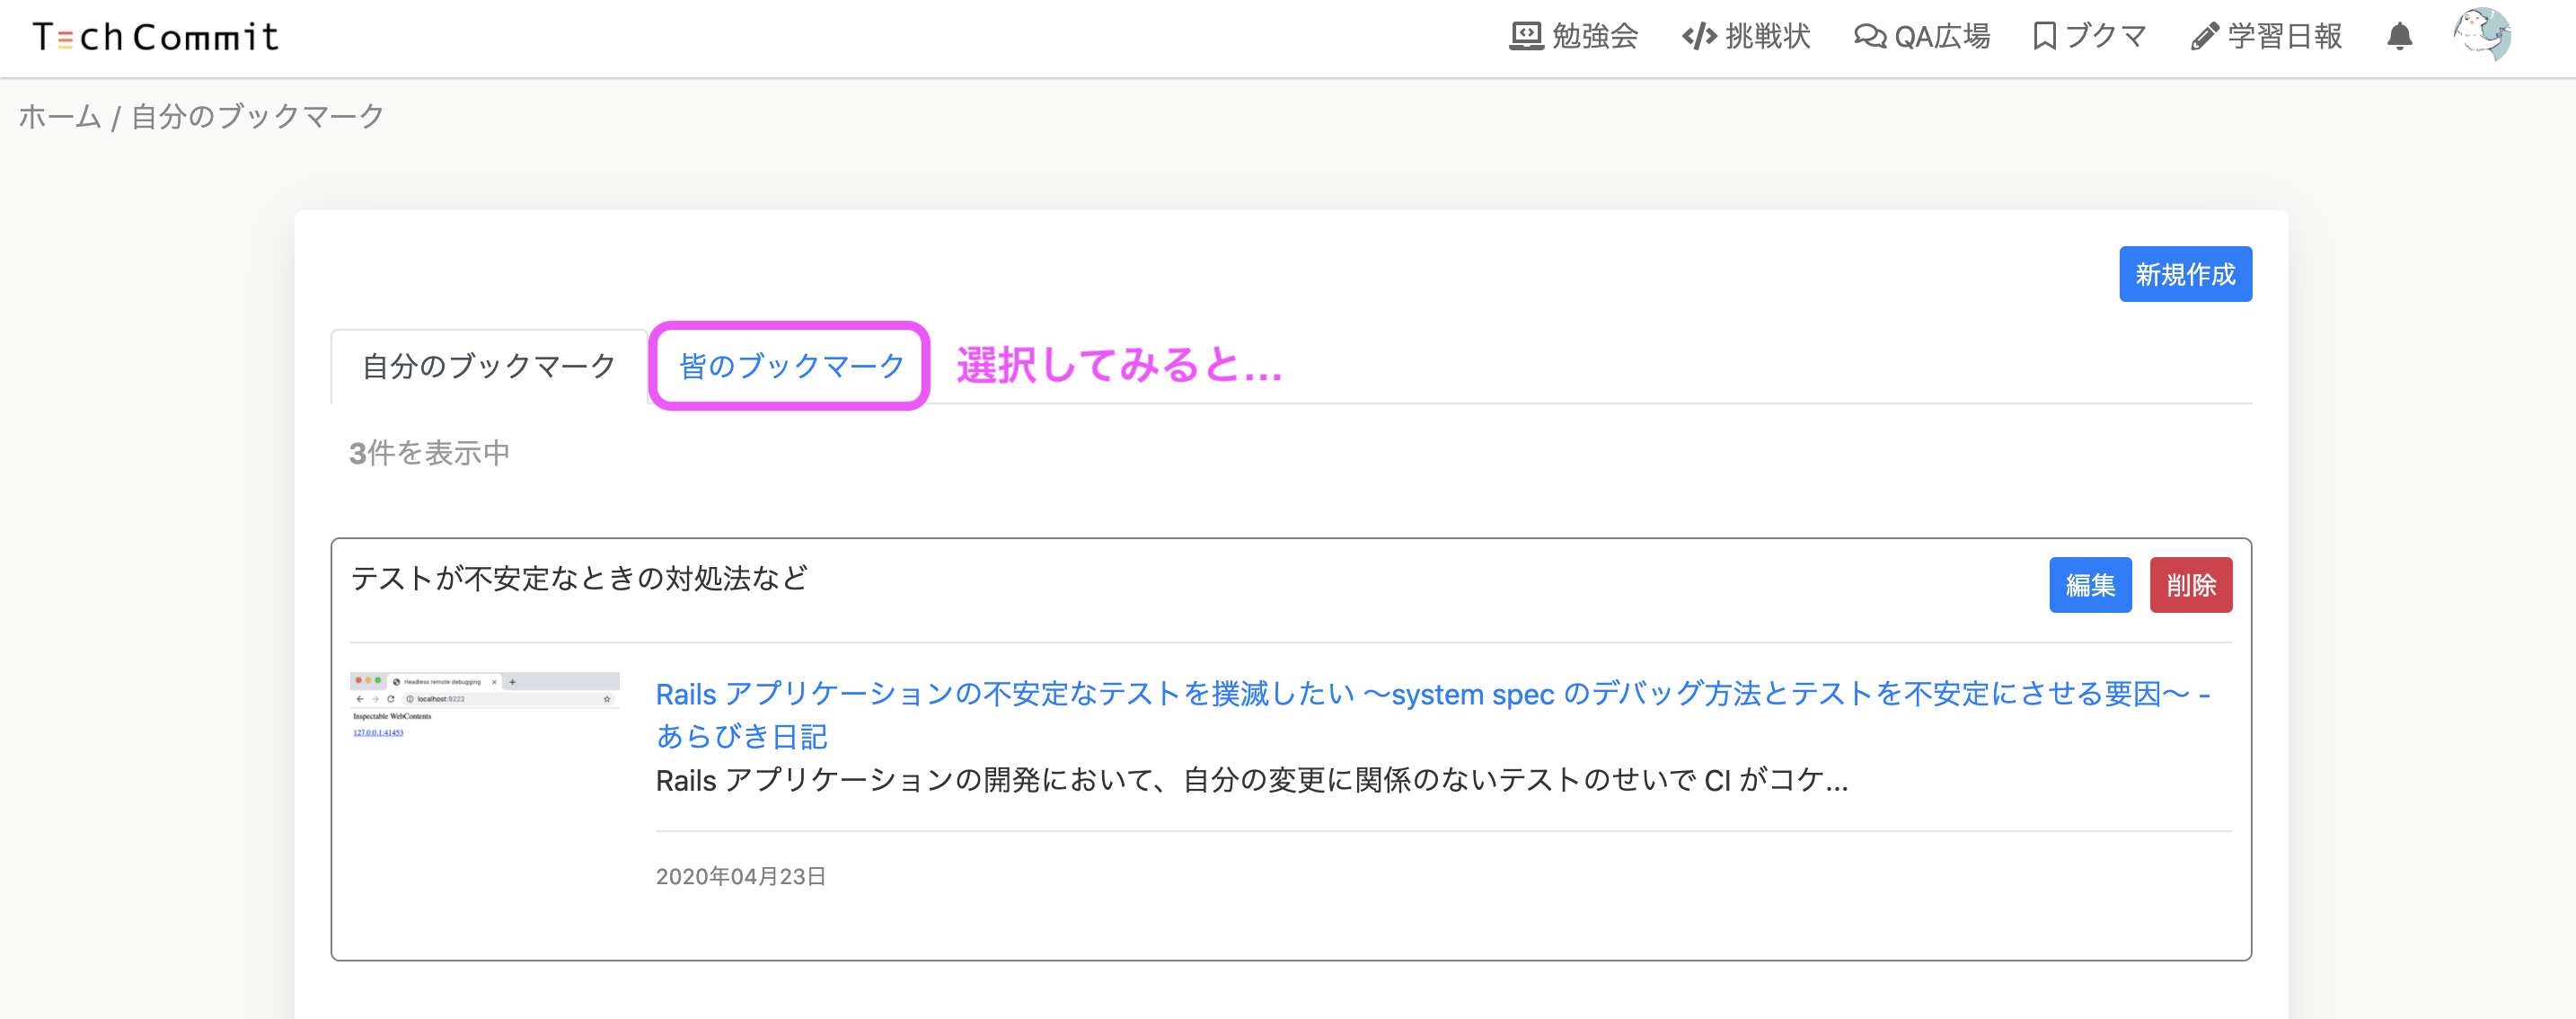 Tech Commit
勉強会 挑戦状 QA広場 ブクマ 学習日報
ホーム / 自分のブックマーク
新規作成
自分のブックマーク 皆のブックマーク 選択してみると...
3件を表示中
テストが不安定なときの対処法など
編集 削除
Headless remote debugging
localhost:9222
Inspectable WebContents
127.0.0.1:41453
Rails アプリケーションの不安定なテストを撲滅したい 〜system spec のデバッグ方法とテストを不安定にさせる要因〜 -
あらびき日記
Rails アプリケーションの開発において、自分の変更に関係のないテストのせいで CI がコケ...
2020年04月23日